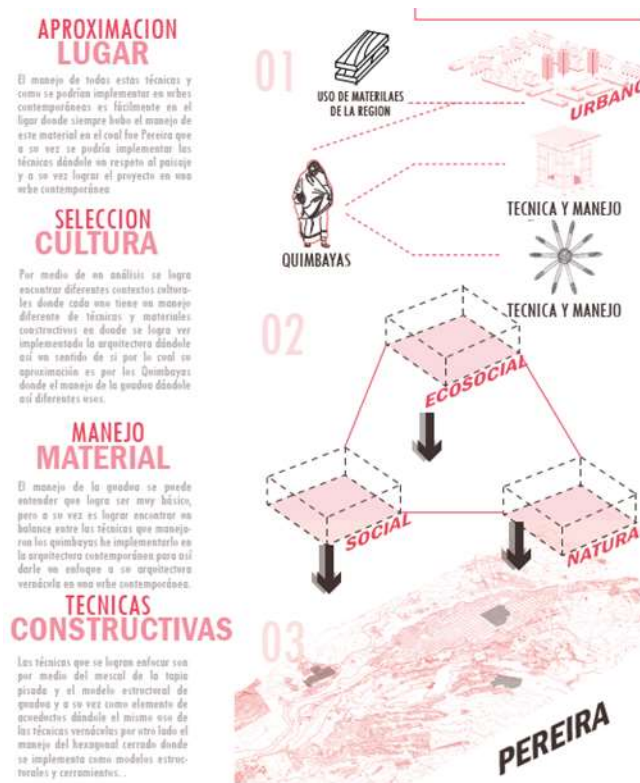 APROXIMACION
LUGAR
El manejo de todas estas técnicas y
como se podrían implementar en urbes
contemporáneas es fácilmente en el
ligar donde siempre hubo el manejo de
este material en el cual fue Pereira que
a su vez se podría implementar las
técnicas dándole un respeto al paisaje
y a su vez lograr el proyecto en una
urbe contemporánea
SELECCION
CULTURA
Por medio de un análisis se logra
encontrar diferentes contextos cultura-
les donde cada uno tiene un manejo
diferente de técnicas y materiales
constructivos en donde se logra ver
implementado la arquitectura dándole
así un sentido de si por lo cual su
aproximación es por los Quimbayas
donde el manejo de la guadua dándole
así diferentes usos.
MANEJO
MATERIAL
El manejo de la guadua se puede
entender que logra ser muy básico,
pero a su vez es lograr encontrar un
balance entre las técnicas que maneja-
ron los quimbayas he implementarlo en
la arquitectura contemporánea para así
darle un enfoque a su arquitectura
vernácula en una urbe contemporánea.
TECNICAS
CONSTRUCTIVAS
Las técnicas que se logran enfocar son
por medio del mescal de la tapia
pisada y el modelo estructural de
guadua y a su vez como elemento de
acueductos dándole el mismo uso de
las técnicas vernáculas por otro lado el
manejo del hexagonal cerrado donde
se implementa como modelos estruc-
turales y cerramientos. .
01
USO DE MATERILAES
DE LA REGION
URBANO
QUIMBAYAS
TECNICA Y MANEJO
TECNICA Y MANEJO
02
ECOSOCIAL
SOCIAL
NATURAL
03
PEREIRA